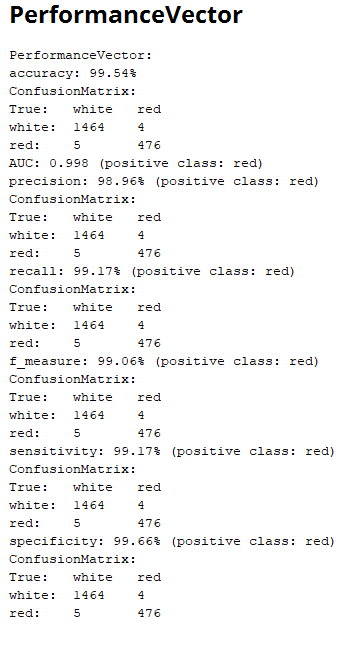 PerformanceVector
PerformanceVector:
accuracy: 99.54%
ConfusionMatrix:
True: white red
white: 1464 4
red: 5 476
AUC: 0.998 (positive class: red)
precision: 98.96% (positive class: red)
ConfusionMatrix:
True: white red
white: 1464 4
red: 5 476
recall: 99.17% (positive class: red)
ConfusionMatrix:
True: white red
white: 1464 4
red: 5 476
f_measure: 99.06% (positive class: red)
ConfusionMatrix:
True: white red
white: 1464 4
red: 5 476
sensitivity: 99.17% (positive class: red)
ConfusionMatrix:
True: white red
white: 1464 4
red: 5 476
specificity: 99.66% (positive class: red)
ConfusionMatrix:
True: white red
white: 1464 4
red: 5 476